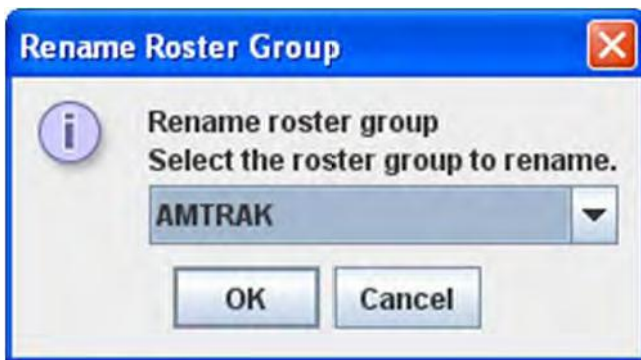 Rename Roster Group
Rename roster group
Select the roster group to rename.
AMTRAK
OK
Cancel